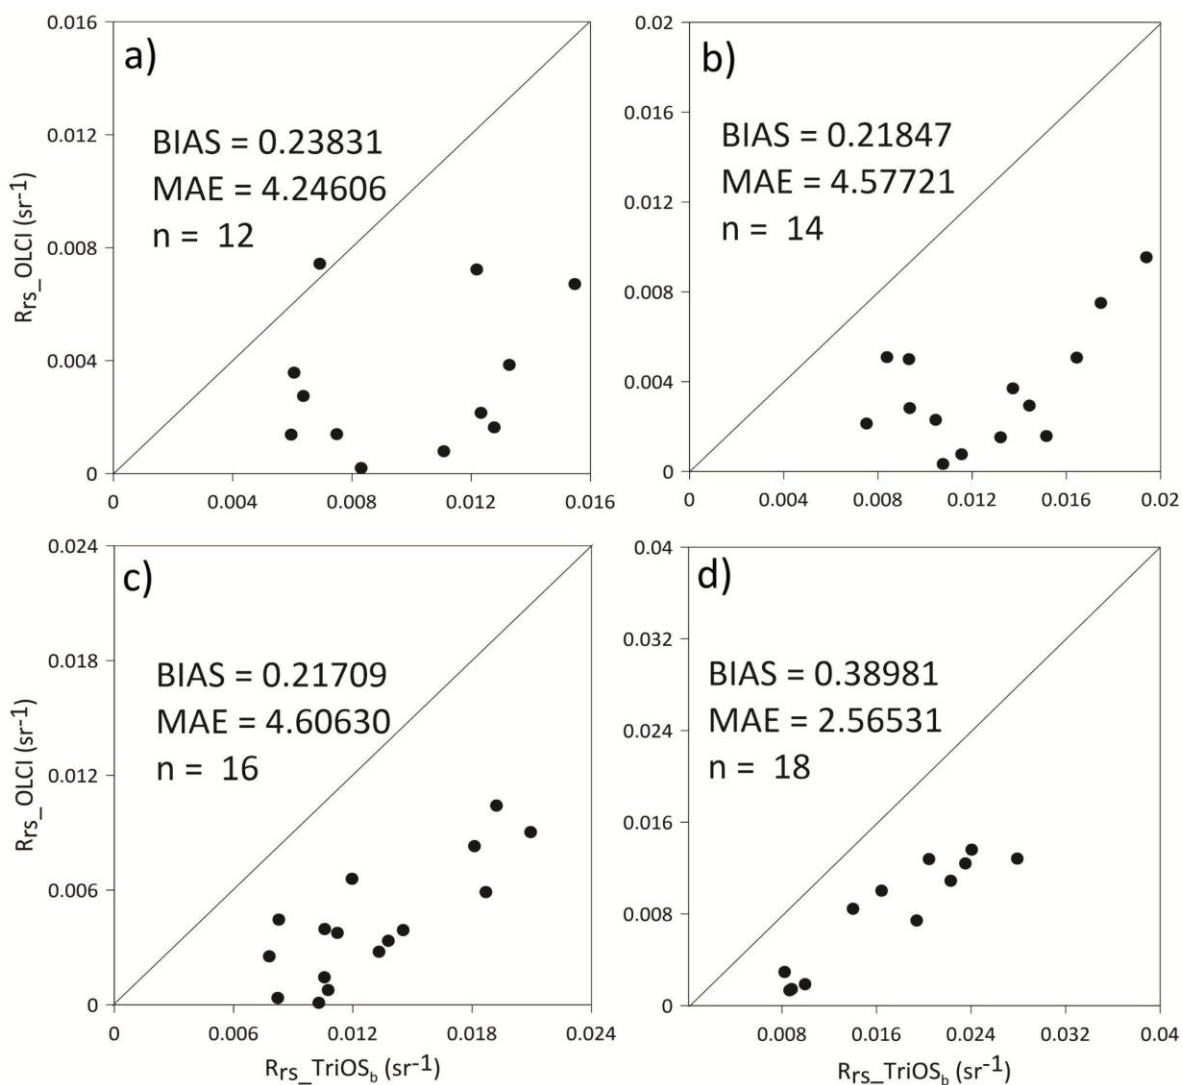 a)
BIAS = 0.23831
MAE = 4.24606
n = 12
0.016
0.012
0.008
0.004
0
0 0.004 0.008 0.012 0.016
Rrs_OLCI (sr-1)
b)
BIAS = 0.21847
MAE = 4.57721
n = 14
0.02
0.016
0.012
0.008
0.004
0
0 0.004 0.008 0.012 0.016 0.02
c)
BIAS = 0.21709
MAE = 4.60630
n = 16
0.024
0.018
0.012
0.006
0
0 0.006 0.012 0.018 0.024
Rrs_OLCI (sr-1)
Rrs_TriOSb (sr-1)
d)
BIAS = 0.38981
MAE = 2.56531
n = 18
0.04
0.032
0.024
0.016
0.008
0
0.008 0.016 0.024 0.032 0.04
Rrs_TriOSb (sr-1)